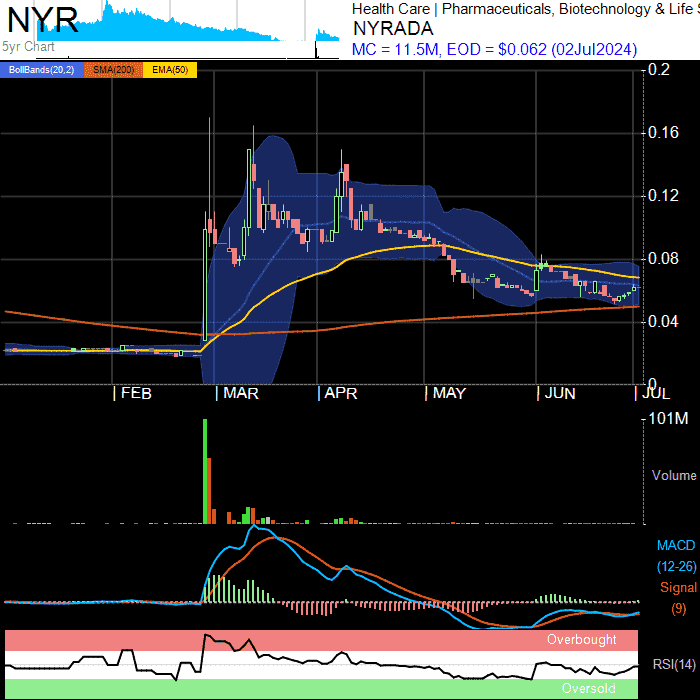 NYR
5yr Chart
Health Care | Pharmaceuticals, Biotechnology & Life S
NYRADA
MC = 11.5M, EOD = $0.062 (02Jul2024)
BollBands(20,2) SMA(200) EMA(50)
0.2
0.16
0.12
0.08
0.04
0
FEB MAR APR MAY JUN JUL
101M
Volume
MACD
(12-26)
Signal
(9)
Overbought
RSI(14)
Oversold